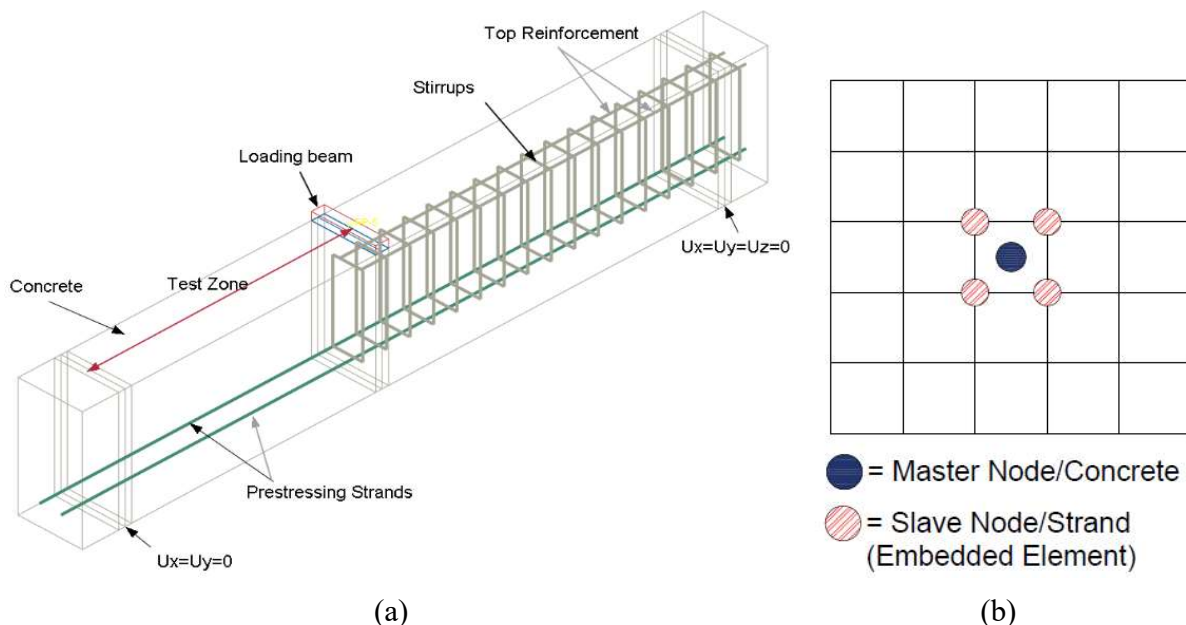 Top Reinforcement
Stirrups
Loading beam
Test Zone
Concrete
Ux=Uy=Uz=0
Prestressing Strands
Ux=Uy=0
(a)
= Master Node/Concrete
= Slave Node/Strand
(Embedded Element)
(b)